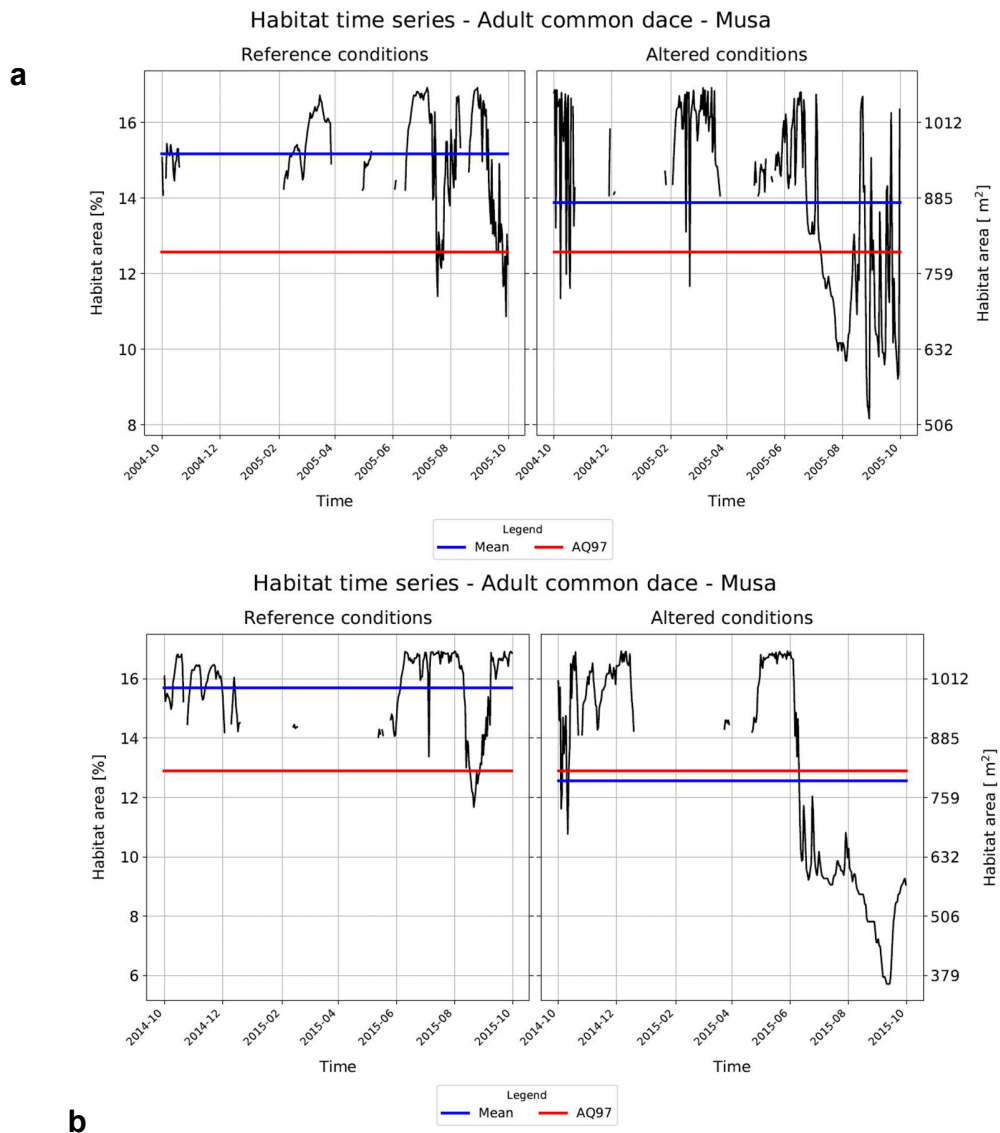 Habitat time series - Adult common dace - Musa
a
Reference conditions
Altered conditions
Habitat area [%]
16
14
12
10
8
1012
885
759
632
506
Habitat area [ m²]
2004-10
2004-12
2005-02
2005-04
2005-06
2005-08
2005-10
2004-10
2004-12
2005-02
2005-04
2005-06
2005-08
2005-10
Time
Time
Legend
Mean
AQ97
Habitat time series - Adult common dace - Musa
Reference conditions
Altered conditions
Habitat area [%]
16
14
12
10
8
6
1012
885
759
632
506
379
Habitat area [ m²]
2014-10
2014-12
2015-02
2015-04
2015-06
2015-08
2015-10
2014-10
2014-12
2015-02
2015-04
2015-06
2015-08
2015-10
Time
Time
Legend
Mean
AQ97
b